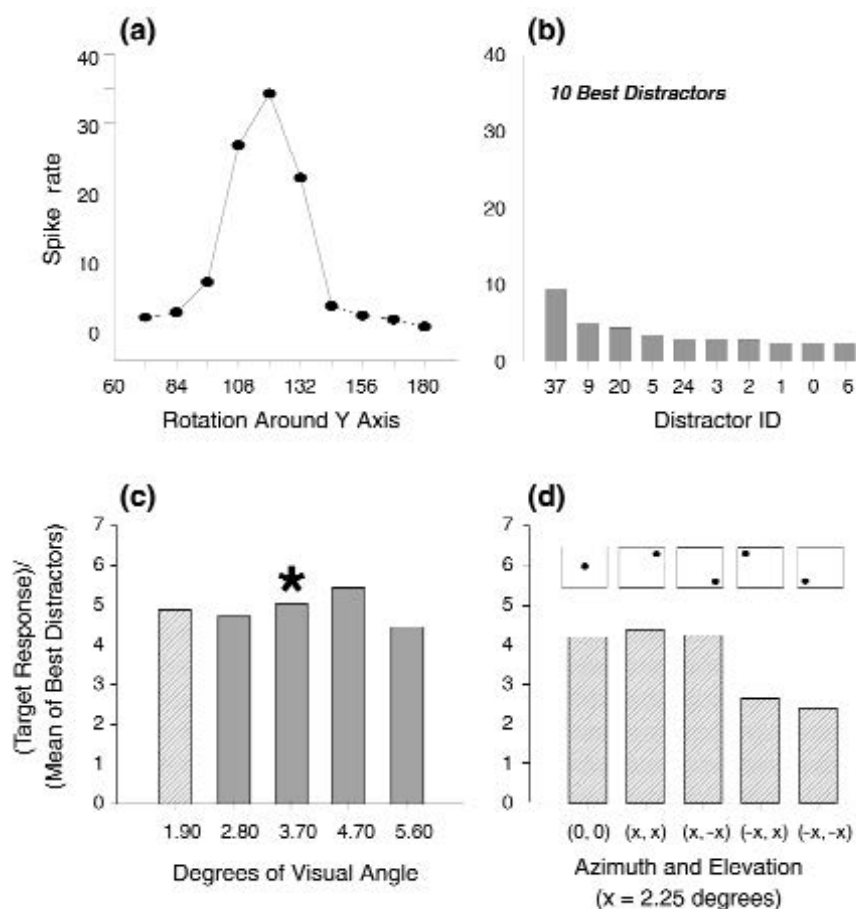 (a)
40
30
20
10
0
Spike rate
60 84 108 132 156 180
Rotation Around Y Axis
(b)
10 Best Distractors
40
30
20
10
0
37 9 20 5 24 3 2 1 0 6
Distractor ID
(c)
(Target Response)/
(Mean of Best Distractors)
7
6
5
4
3
2
1
0
*
1.90 2.80 3.70 4.70 5.60
Degrees of Visual Angle
(d)
7
6
5
4
3
2
1
0
(0, 0) (x, x) (x, -x) (-x, x) (-x, -x)
Azimuth and Elevation
(x = 2.25 degrees)